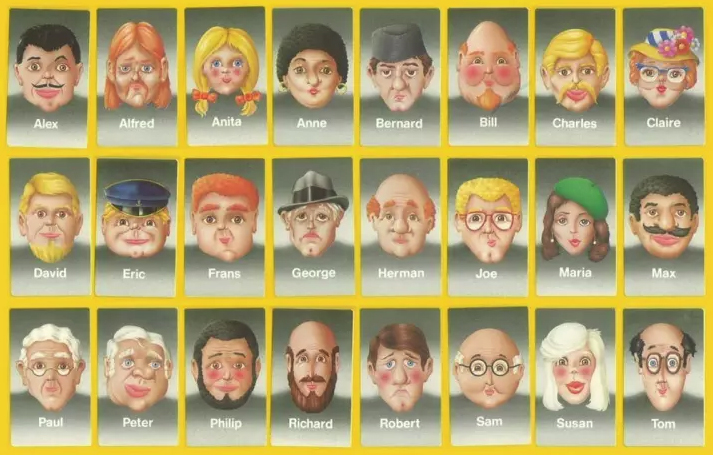 Alex Alfred Anita Anne Bernard Bill Charles Claire
David Eric Frans George Herman Joe Maria Max
Paul Peter Philip Richard Robert Sam Susan Tom